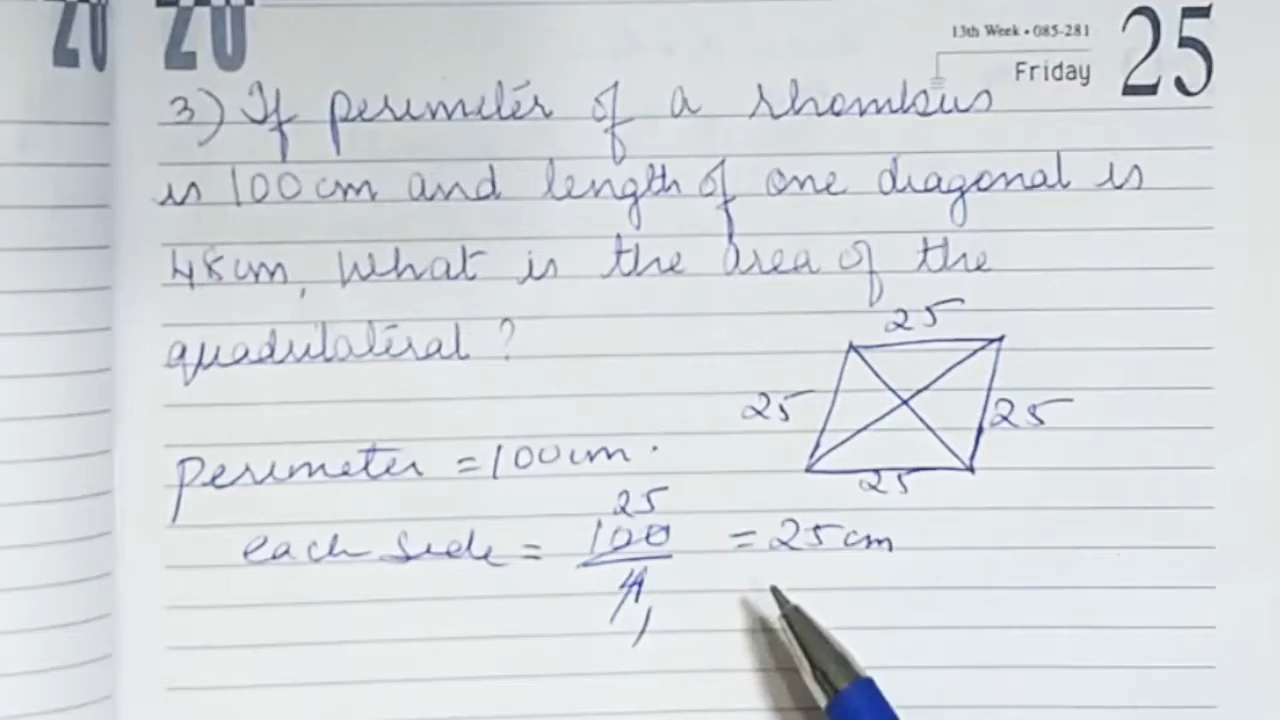 20 20
13th Week • 085-281
Friday
25
3) If perimeter of a rhombus
is 100cm and length of one diagonal is
48cm, What is the area of the
quadrilateral?
25
25
25
25
perimeter = 100cm.
25
each side = 100 = 25cm
4
1